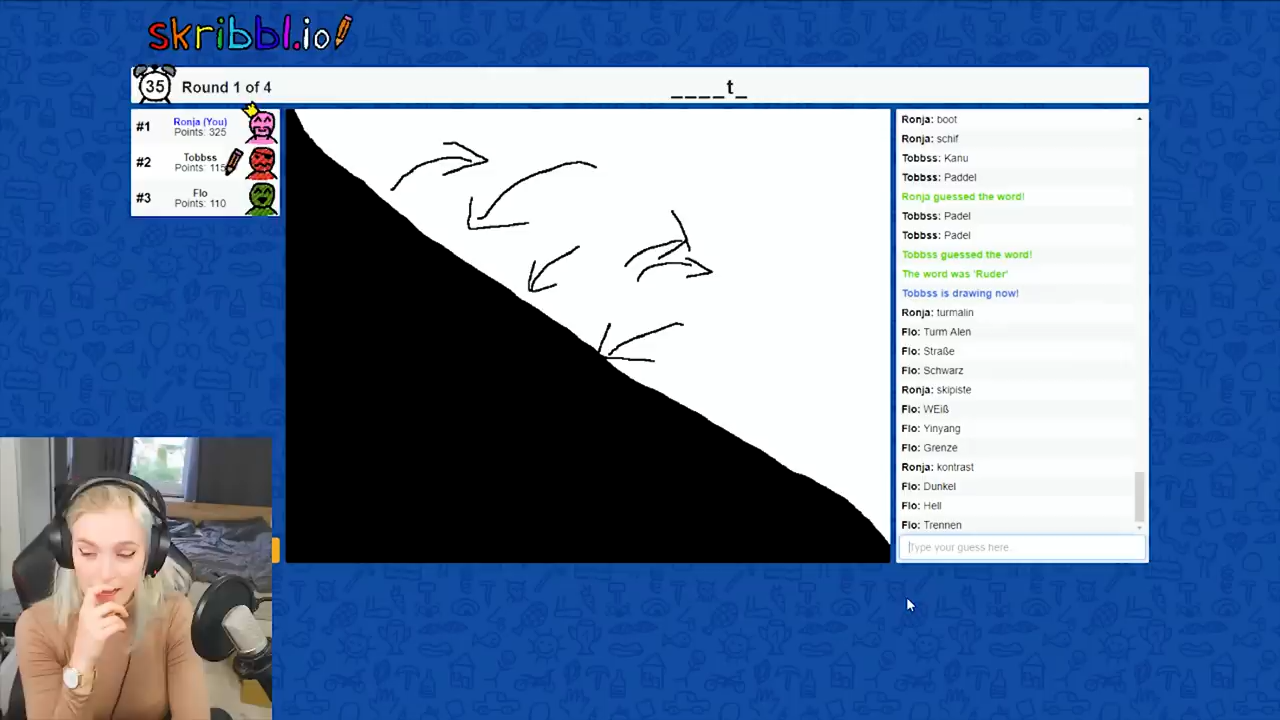 skribbl.io
35 Round 1 of 4
____t_
#1 Ronja (You)
Points: 325
#2 Tobbss
Points: 115
#3 Flo
Points: 110
Ronja: boot
Ronja: schif
Tobbss: Kanu
Tobbss: Paddel
Ronja guessed the word!
Tobbss: Padel
Tobbss: Padel
Tobbss guessed the word!
The word was 'Ruder'
Tobbss is drawing now!
Ronja: turmalin
Flo: Turm Alen
Flo: Straße
Flo: Schwarz
Ronja: skipiste
Flo: WEiß
Flo: Yinyang
Flo: Grenze
Ronja: kontrast
Flo: Dunkel
Flo: Hell
Flo: Trennen
Type your guess here...